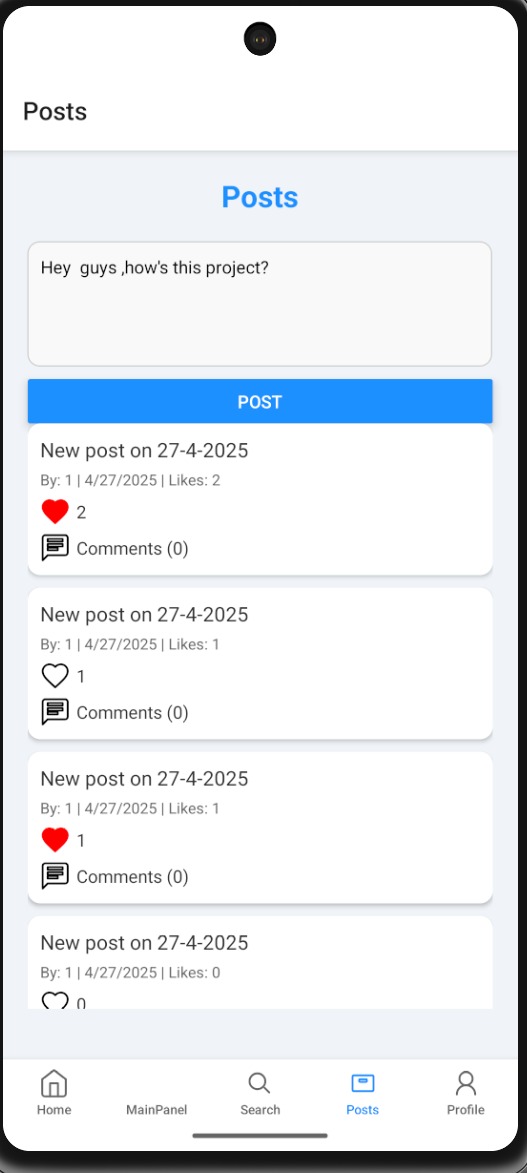 Posts
Posts
Hey  guys ,how's this project?
POST
New post on 27-4-2025
By: 1 | 4/27/2025 | Likes: 2
2
Comments (0)
New post on 27-4-2025
By: 1 | 4/27/2025 | Likes: 1
1
Comments (0)
New post on 27-4-2025
By: 1 | 4/27/2025 | Likes: 1
1
Comments (0)
New post on 27-4-2025
By: 1 | 4/27/2025 | Likes: 0
0
Home MainPanel Search Posts Profile